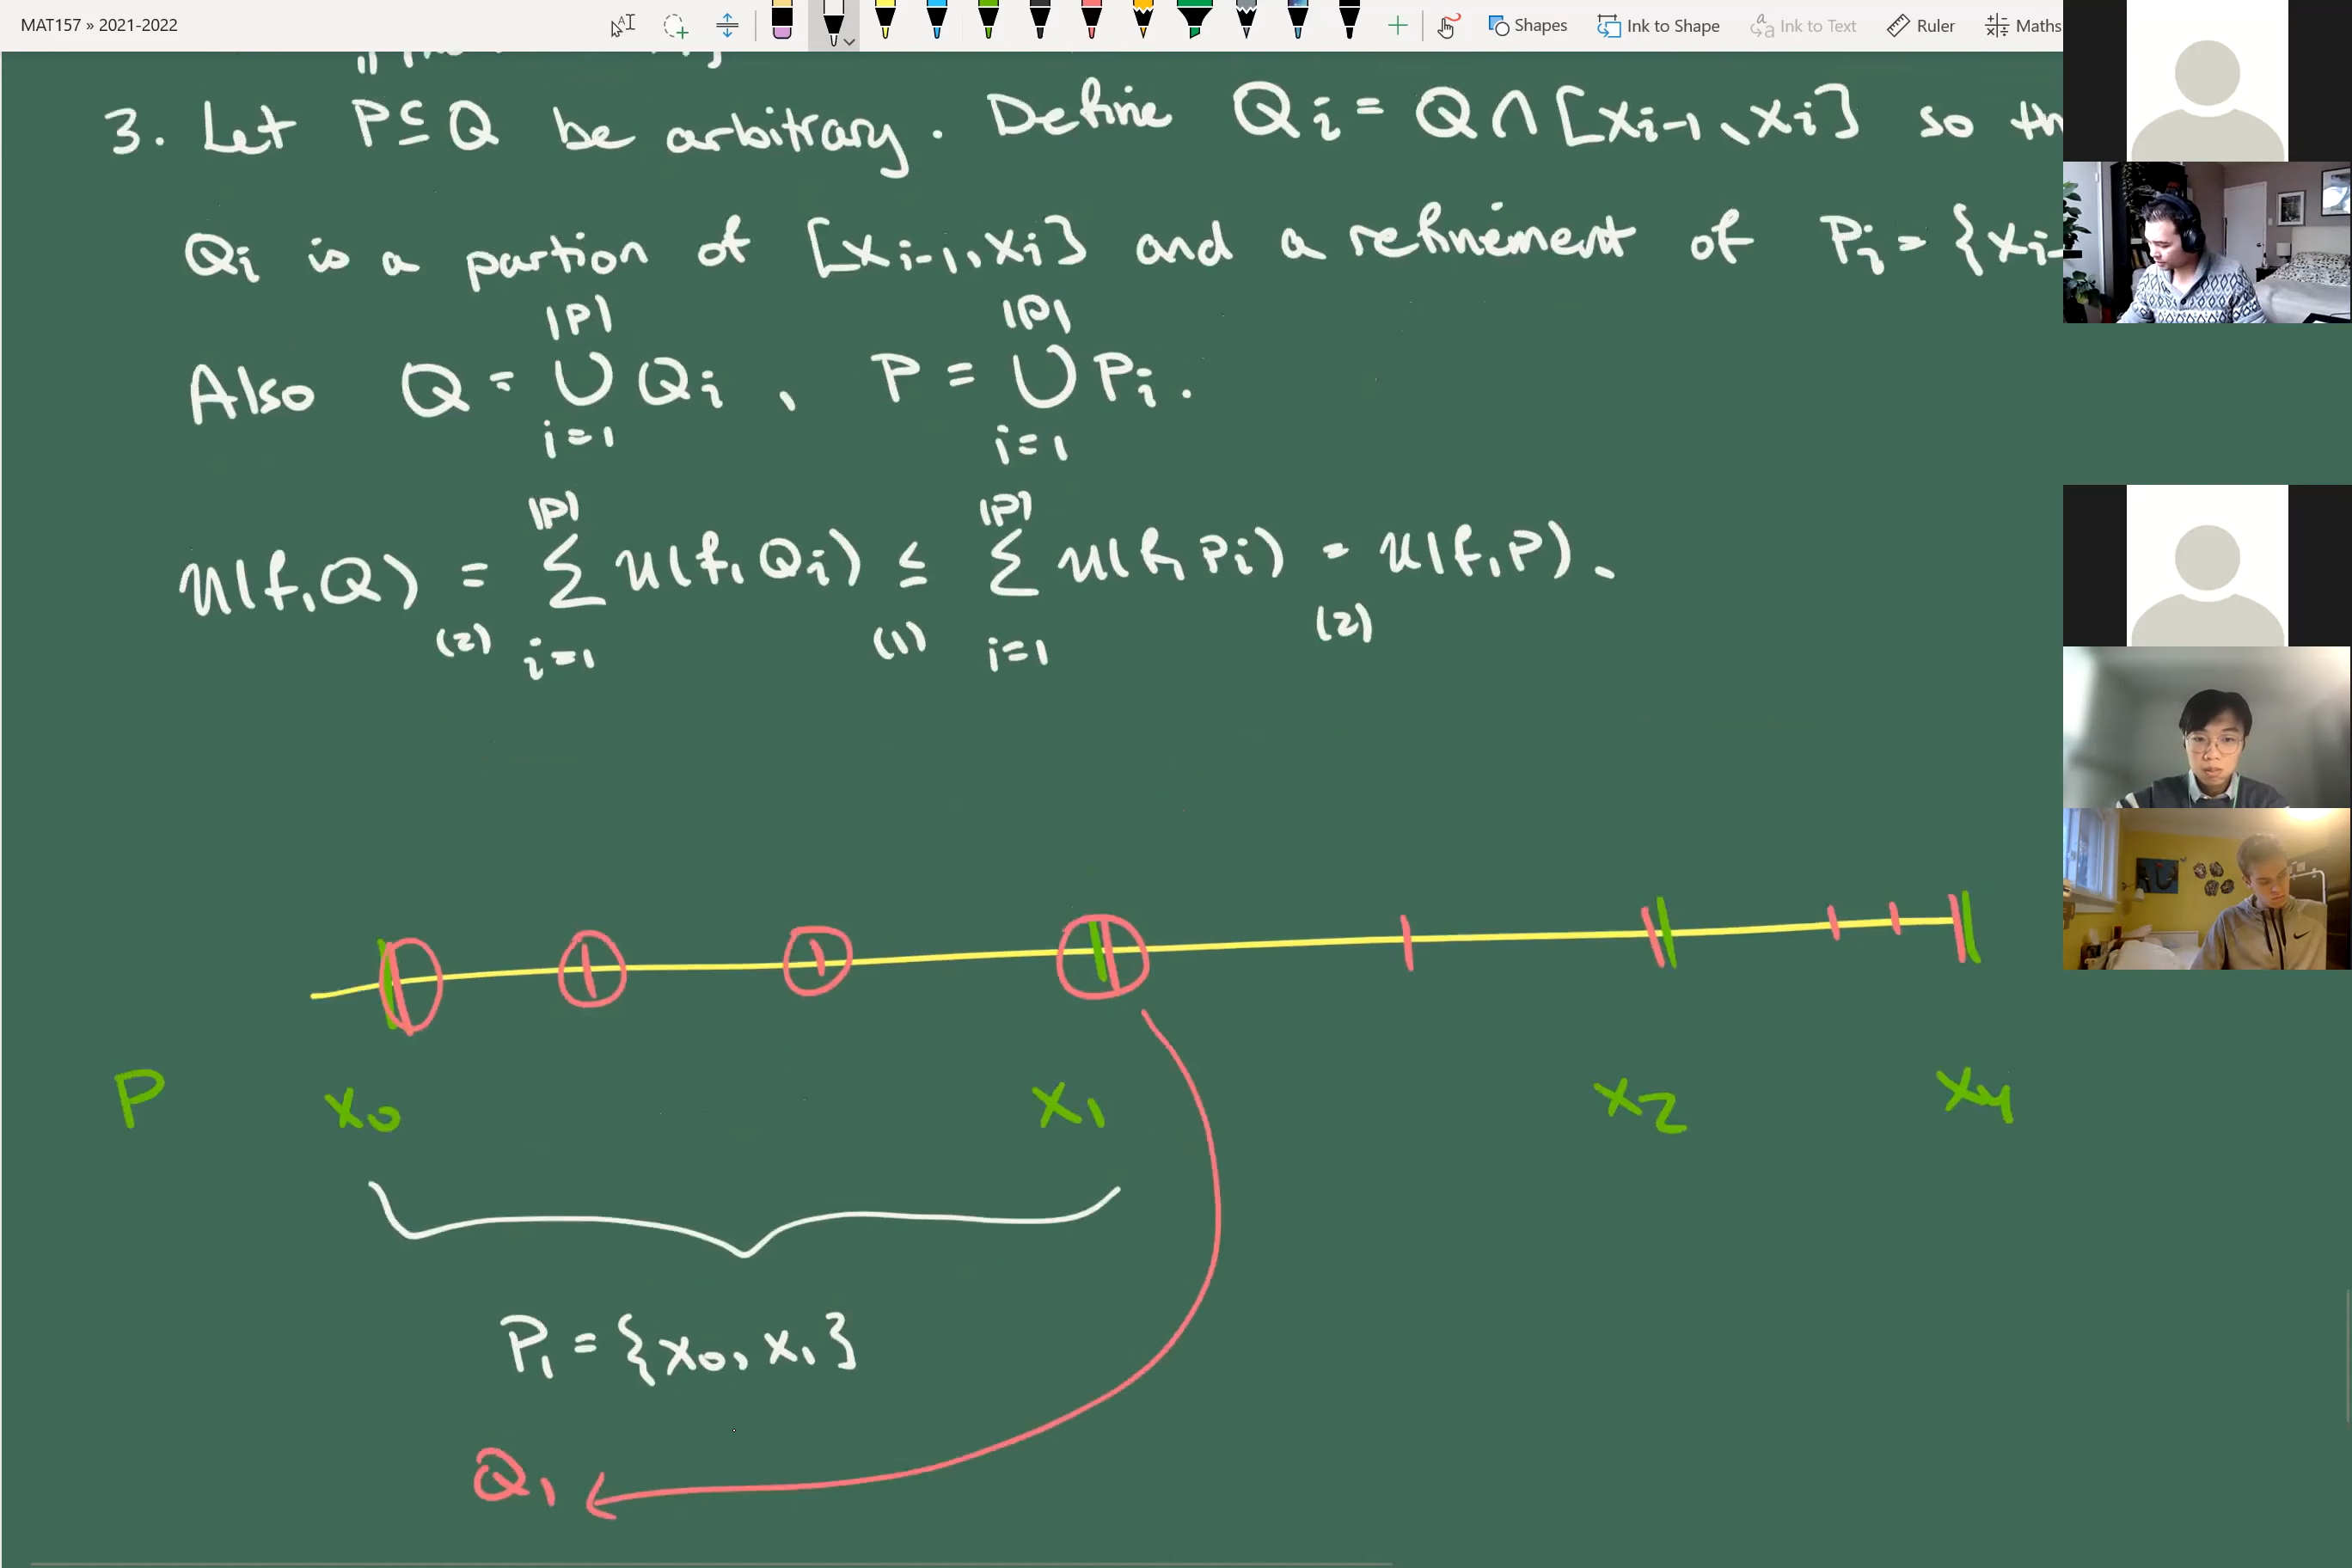 MAT157 » 2021-2022
Shapes
Ink to Shape
Ink to Text
Ruler
Maths
3. Let P ⊆ Q be arbitrary. Define Qi = Q ∩ [xi-1, xi] so th
Qi is a partion of [xi-1, xi] and a refinement of Pi = {xi-
Also Q = |P| ∪ i=1 Qi, P = |P| ∪ i=1 Pi.
U(f,Q) = (2) |P| Σ i=1 U(f,Qi) ≤ (1) |P| Σ i=1 U(f,Pi) = (2) U(f,P).
P x0 x1 x2 x4
P1 = {x0, x1}
Q1